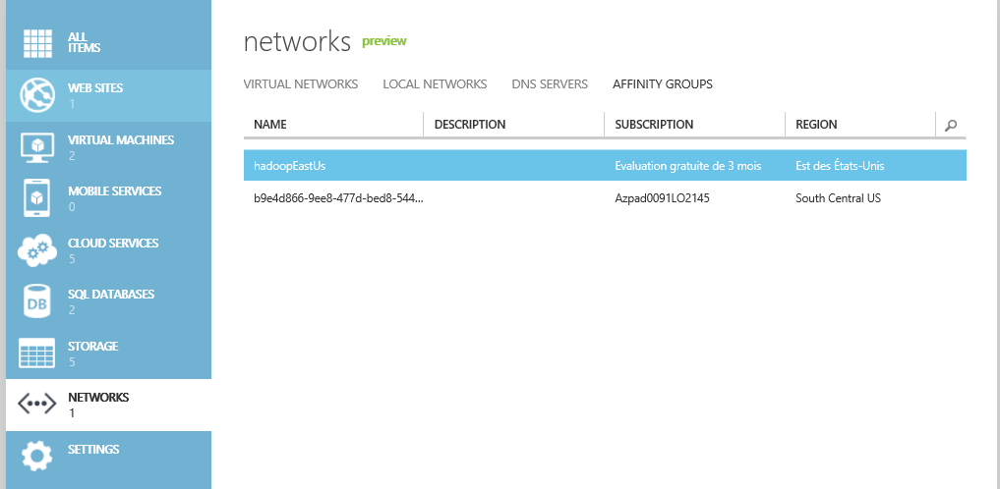 ALL
ITEMS
WEB SITES
1
VIRTUAL MACHINES
2
MOBILE SERVICES
0
CLOUD SERVICES
5
DB
SQL DATABASES
2
STORAGE
5
NETWORKS
1
SETTINGS
networks preview
VIRTUAL NETWORKS LOCAL NETWORKS DNS SERVERS AFFINITY GROUPS
NAME DESCRIPTION SUBSCRIPTION REGION
hadoopEastUs Evaluation gratuite de 3 mois Est des États-Unis
b9e4d866-9ee8-477d-bed8-544... Azpad0091LO2145 South Central US